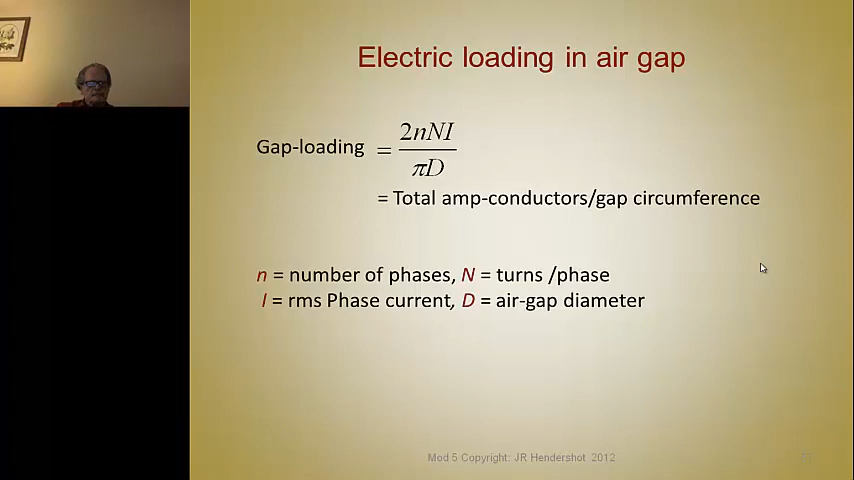 Electric loading in air gap
Gap-loading = 2nNI / πD
= Total amp-conductors/gap circumference
n = number of phases, N = turns /phase
I = rms Phase current, D = air-gap diameter
Mod 5 Copyright: JR Hendershot 2012